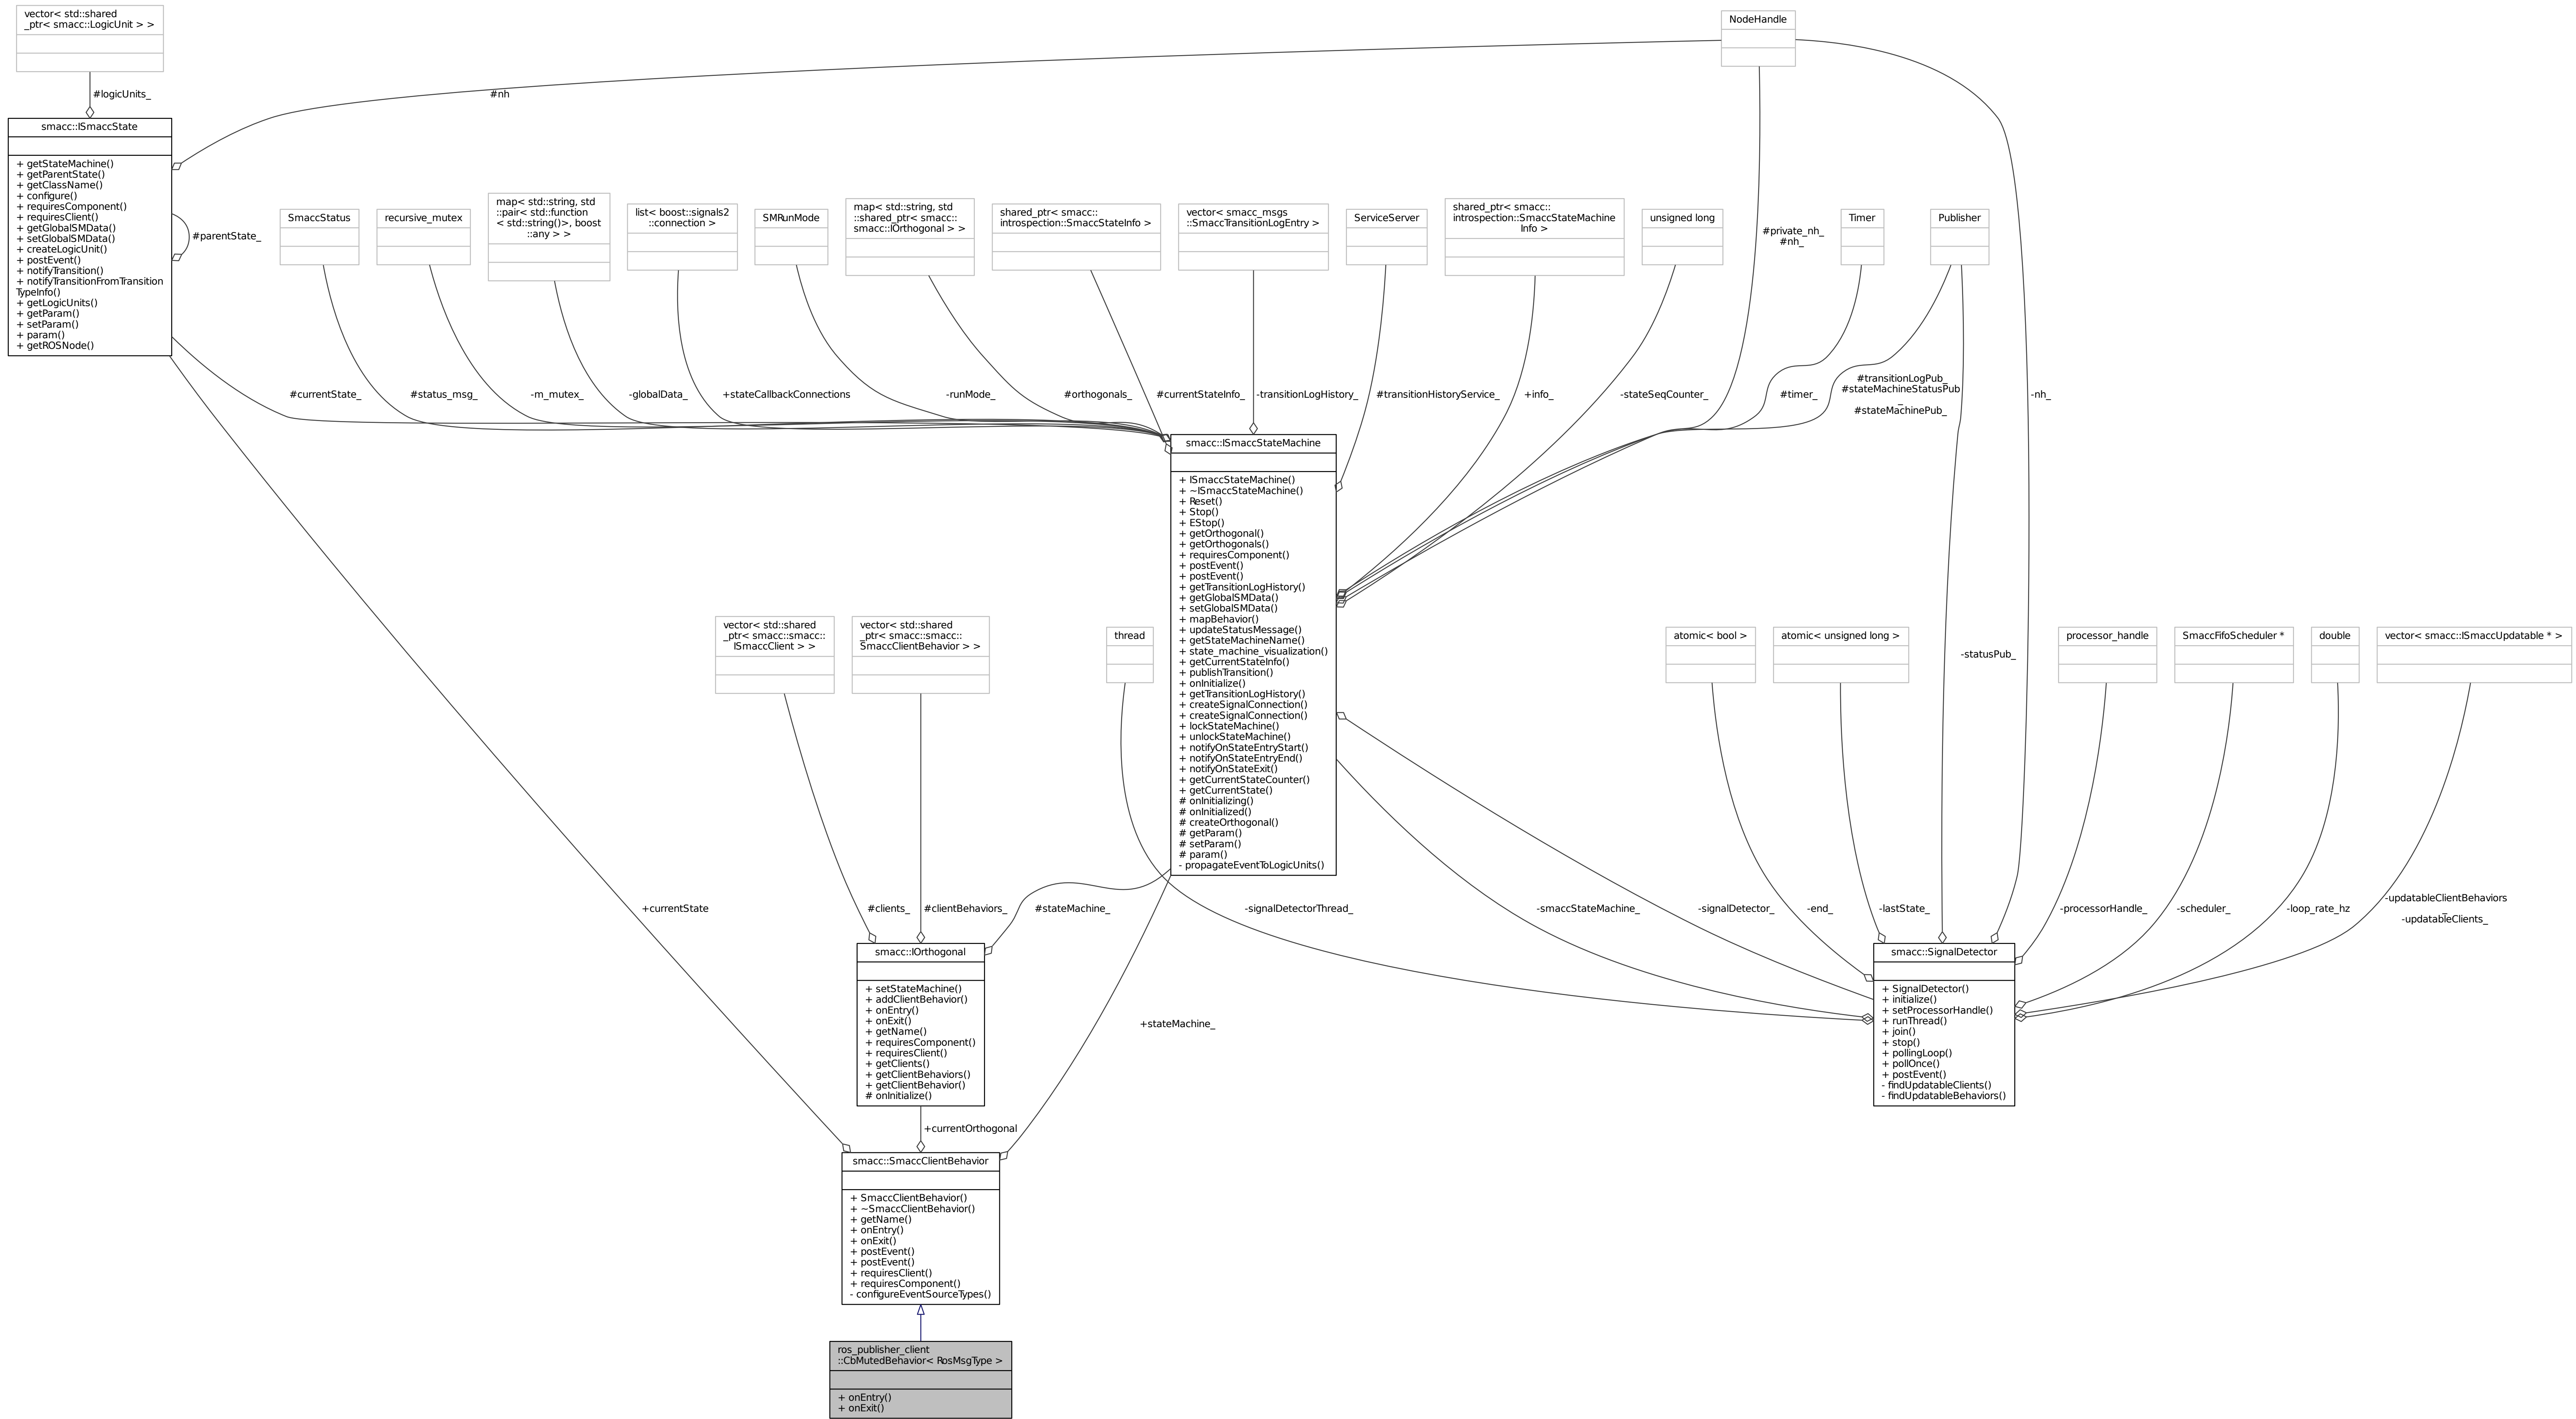 vector< std::shared
_ptr< smacc::LogicUnit > >
NodeHandle
#logicUnits_
#nh
smacc::ISmaccState
+ getStateMachine()
+ getParentState()
+ getClassName()
+ configure()
+ requiresComponent()
+ requiresClient()
+ getGlobalSMData()
+ setGlobalSMData()
+ createLogicUnit()
+ postEvent()
+ notifyTransition()
+ notifyTransitionFromTransition
TypeInfo()
+ getLogicUnits()
+ getParam()
+ setParam()
+ param()
+ getROSNode()
#parentState_
SmaccStatus
recursive_mutex
map< std::string, std
::pair< std::function
< std::string()>, boost
::any > >
list< boost::signals2
::connection >
SMRunMode
map< std::string, std
::shared_ptr< smacc::
smacc::IOrthogonal > >
shared_ptr< smacc::
introspection::SmaccStateInfo >
vector< smacc_msgs
::SmaccTransitionLogEntry >
ServiceServer
shared_ptr< smacc::
introspection::SmaccStateMachine
Info >
unsigned long
#private_nh_
#nh_
Timer
Publisher
#currentState_
#status_msg_
-m_mutex_
-globalData_
+stateCallbackConnections
-runMode_
#orthogonals_
#currentStateInfo_
-transitionLogHistory_
#transitionHistoryService_
+info_
-stateSeqCounter_
#timer_
#transitionLogPub_
#stateMachineStatusPub
_
#stateMachinePub_
-nh_
smacc::ISmaccStateMachine
+ ISmaccStateMachine()
+ ~ISmaccStateMachine()
+ Reset()
+ Stop()
+ EStop()
+ getOrthogonal()
+ getOrthogonals()
+ requiresComponent()
+ postEvent()
+ postEvent()
+ getTransitionLogHistory()
+ getGlobalSMData()
+ setGlobalSMData()
+ mapBehavior()
+ updateStatusMessage()
+ getStateMachineName()
+ state_machine_visualization()
+ getCurrentStateInfo()
+ publishTransition()
+ onInitialize()
+ getTransitionLogHistory()
+ createSignalConnection()
+ createSignalConnection()
+ lockStateMachine()
+ unlockStateMachine()
+ notifyOnStateEntryStart()
+ notifyOnStateEntryEnd()
+ notifyOnStateExit()
+ getCurrentStateCounter()
+ getCurrentState()
# onInitializing()
# onInitialized()
# createOrthogonal()
# getParam()
# setParam()
# param()
- propagateEventToLogicUnits()
vector< std::shared
_ptr< smacc::smacc::
ISmaccClient > >
vector< std::shared
_ptr< smacc::smacc::
SmaccClientBehavior > >
thread
atomic< bool >
atomic< unsigned long >
-statusPub_
processor_handle
SmaccFifoScheduler *
double
vector< smacc::ISmaccUpdatable * >
+currentState
#clients_
#clientBehaviors_
#stateMachine_
-signalDetectorThread_
-smaccStateMachine_
-signalDetector_
-end_
-lastState_
-processorHandle_
-scheduler_
-loop_rate_hz
-updatableClientBehaviors
_
-updatableClients_
smacc::IOrthogonal
+ setStateMachine()
+ addClientBehavior()
+ onEntry()
+ onExit()
+ getName()
+ requiresComponent()
+ requiresClient()
+ getClients()
+ getClientBehaviors()
+ getClientBehavior()
# onInitialize()
smacc::SignalDetector
+ SignalDetector()
+ initialize()
+ setProcessorHandle()
+ runThread()
+ join()
+ stop()
+ pollingLoop()
+ pollOnce()
+ postEvent()
- findUpdatableClients()
- findUpdatableBehaviors()
+stateMachine_
+currentOrthogonal
smacc::SmaccClientBehavior
+ SmaccClientBehavior()
+ ~SmaccClientBehavior()
+ getName()
+ onEntry()
+ onExit()
+ postEvent()
+ postEvent()
+ requiresClient()
+ requiresComponent()
- configureEventSourceTypes()
ros_publisher_client
::CbMutedBehavior< RosMsgType >
+ onEntry()
+ onExit()